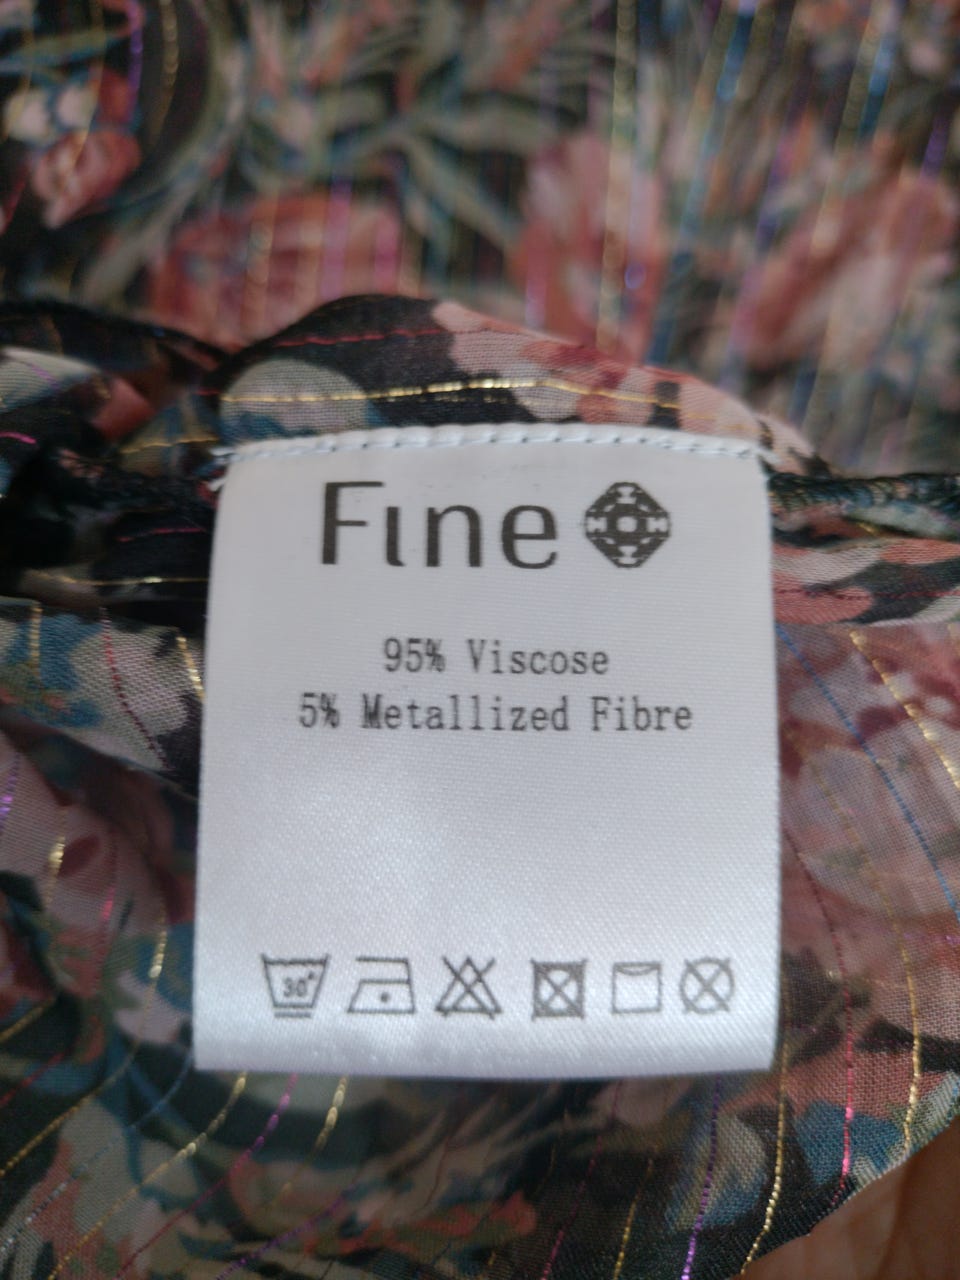 Fine
95% Viscose
5% Metallized Fibre
30°